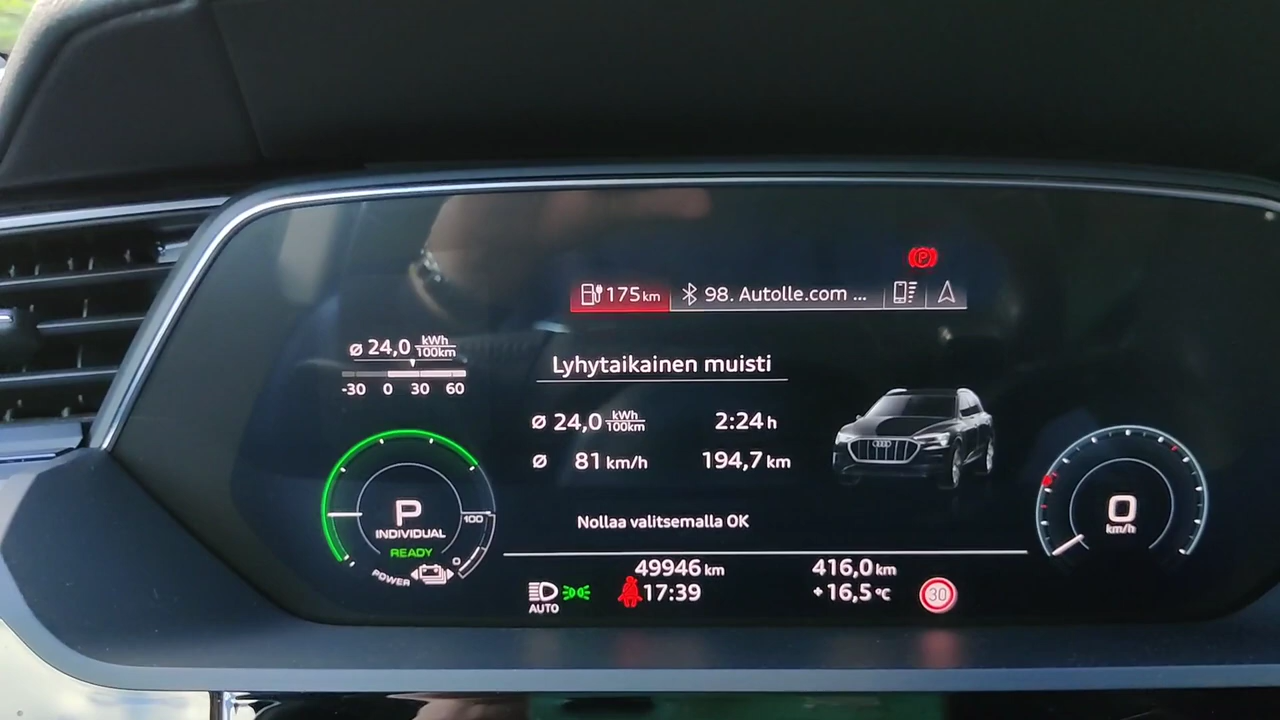 P
175 km
98. Autolle.com ...
ø 24,0 kWh/100km
-30 0 30 60
Lyhytaikainen muisti
ø 24,0 kWh/100km 2:24 h
ø 81 km/h 194,7 km
Nollaa valitsemalla OK
P
INDIVIDUAL
READY
100
0
POWER
0
km/h
49946 km 416,0 km
AUTO 17:39 +16,5 °C 30